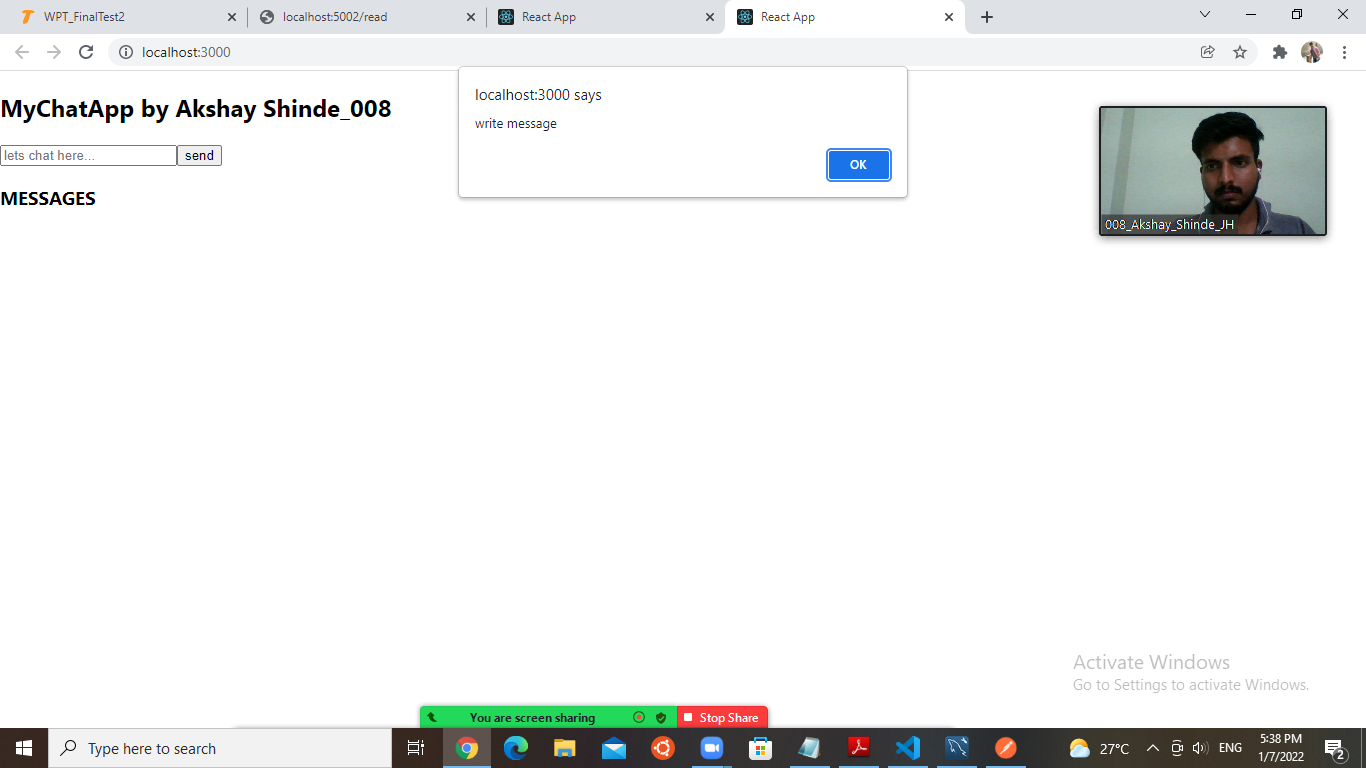 WPT_FinalTest2
localhost:5002/read
React App
React App
localhost:3000
localhost:3000 says
write message
OK
MyChatApp by Akshay Shinde_008
lets chat here...
send
MESSAGES
008_Akshay_Shinde_JH
Activate Windows
Go to Settings to activate Windows.
You are screen sharing
Stop Share
Type here to search
27°C
ENG
5:38 PM
1/7/2022
2